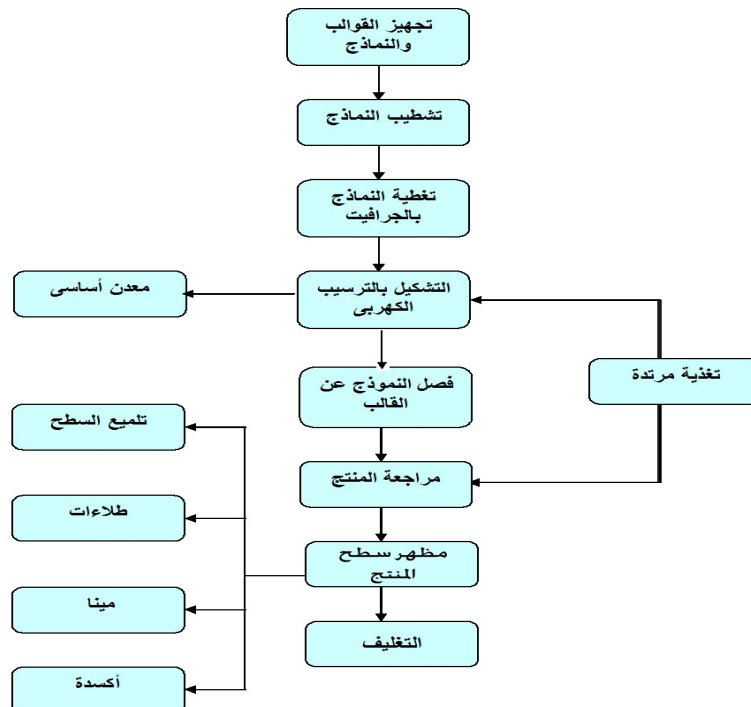 تجهيز القوالب
والنماذج
تشطيب النماذج
تغطية النماذج
بالجرافيت
التشكيل بالترسيب
الكهربى
معدن أساسى
فصل النموذج عن
القالب
تغذية مرتدة
مراجعة المنتج
مظهر سطح
المنتج
تلميع السطح
طلاءات
مينا
أكسدة
التغليف